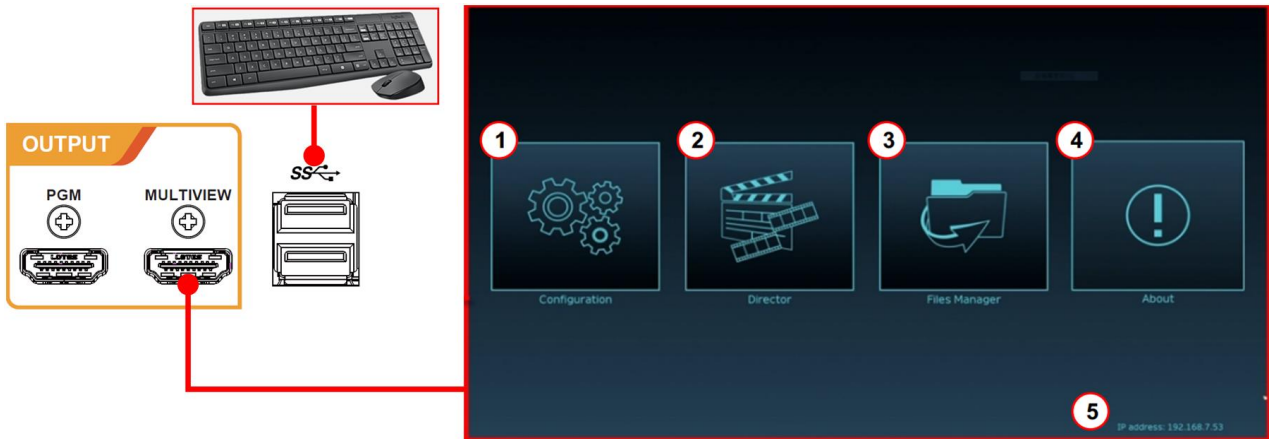 OUTPUT
PGM
MULTIVIEW
SS
1
2
3
4
Configuration
Director
Files Manager
About
5
IP address: 192.168.7.53